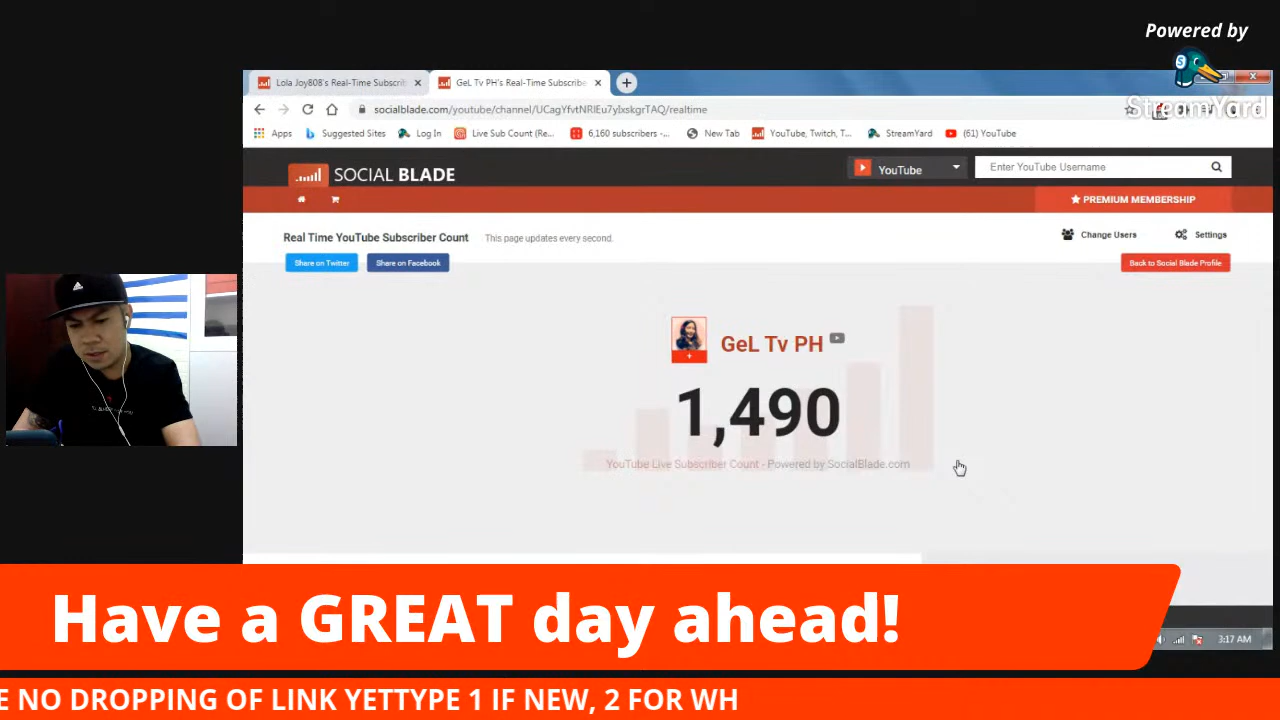 Powered by
StreamYard
Lola Joy808's Real-Time Subscrib
GeL Tv PH's Real-Time Subscribe
socialblade.com/youtube/channel/UCagYfvtNRlEu7yJxskgrTAQ/realtime
Apps Suggested Sites Log In Live Sub Count (Re... 6,160 subscribers -... New Tab YouTube, Twitch, T... StreamYard (61) YouTube
SOCIAL BLADE YouTube Enter YouTube Username
PREMIUM MEMBERSHIP
Real Time YouTube Subscriber Count This page updates every second. Change Users Settings
Share on Twitter Share on Facebook Back to Social Blade Profile
GeL Tv PH
1,490
YouTube Live Subscriber Count - Powered by SocialBlade.com
Have a GREAT day ahead!
3:17 AM
E NO DROPPING OF LINK YETTYPE 1 IF NEW, 2 FOR WH